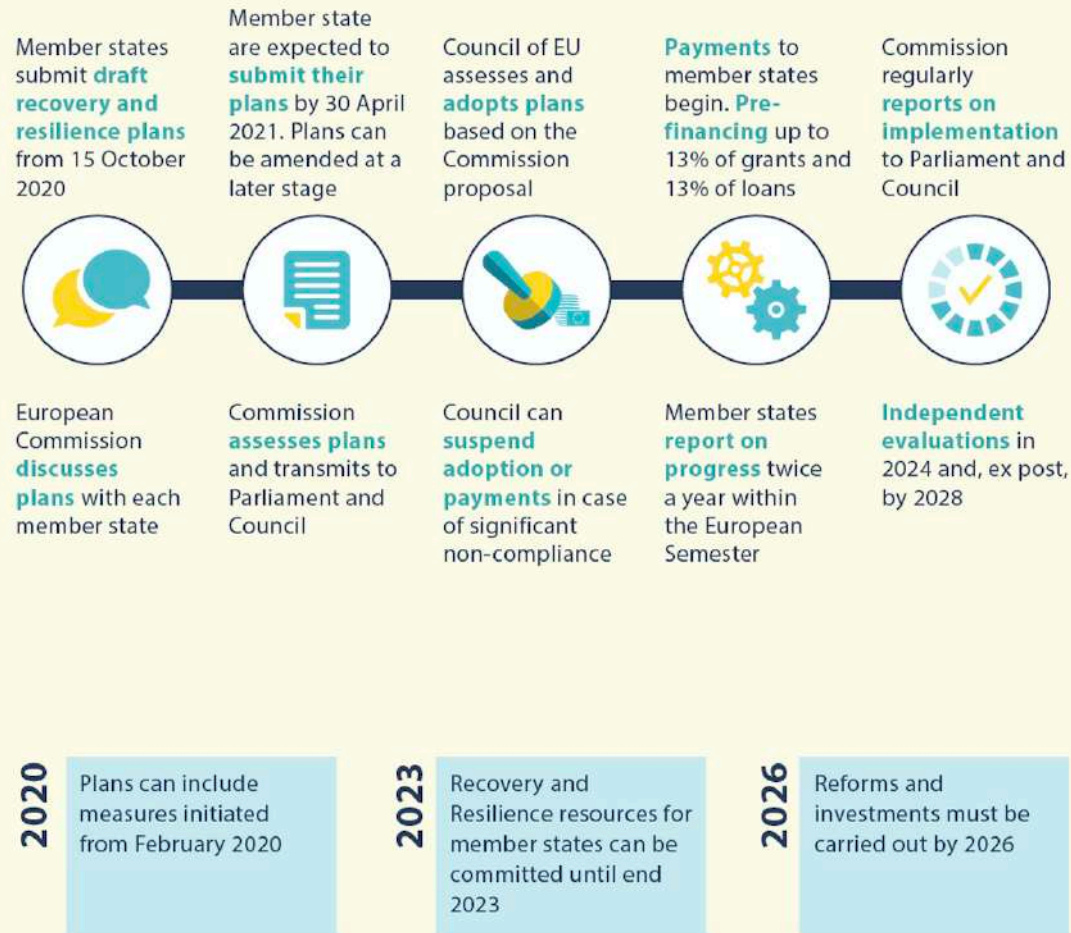 Member states
submit draft
recovery and
resilience plans
from 15 October
2020
Member state
are expected to
submit their
plans by 30 April
2021. Plans can
be amended at a
later stage
Council of EU
assesses and
adopts plans
based on the
Commission
proposal
Payments to
member states
begin. Pre-
financing up to
13% of grants and
13% of loans
Commission
regularly
reports on
implementation
to Parliament and
Council
European
Commission
discusses
plans with each
member state
Commission
assesses plans
and transmits to
Parliament and
Council
Council can
suspend
adoption or
payments in case
of significant
non-compliance
Member states
report on
progress twice
a year within
the European
Semester
Independent
evaluations in
2024 and, ex post,
by 2028
2020
Plans can include
measures initiated
from February 2020
2023
Recovery and
Resilience resources for
member states can be
committed until end
2023
2026
Reforms and
investments must be
carried out by 2026